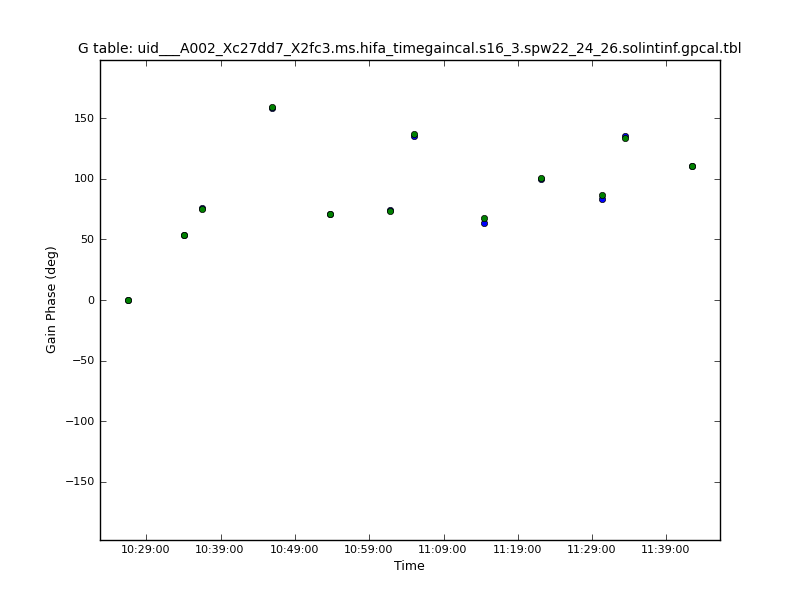 G table: uid___A002_Xc27dd7_X2fc3.ms.hifa_timegaincal.s16_3.spw22_24_26.solintinf.gpcal.tbl
150
100
50
0
−50
−100
−150
Gain Phase (deg)
10:29:00 10:39:00 10:49:00 10:59:00 11:09:00 11:19:00 11:29:00 11:39:00
Time